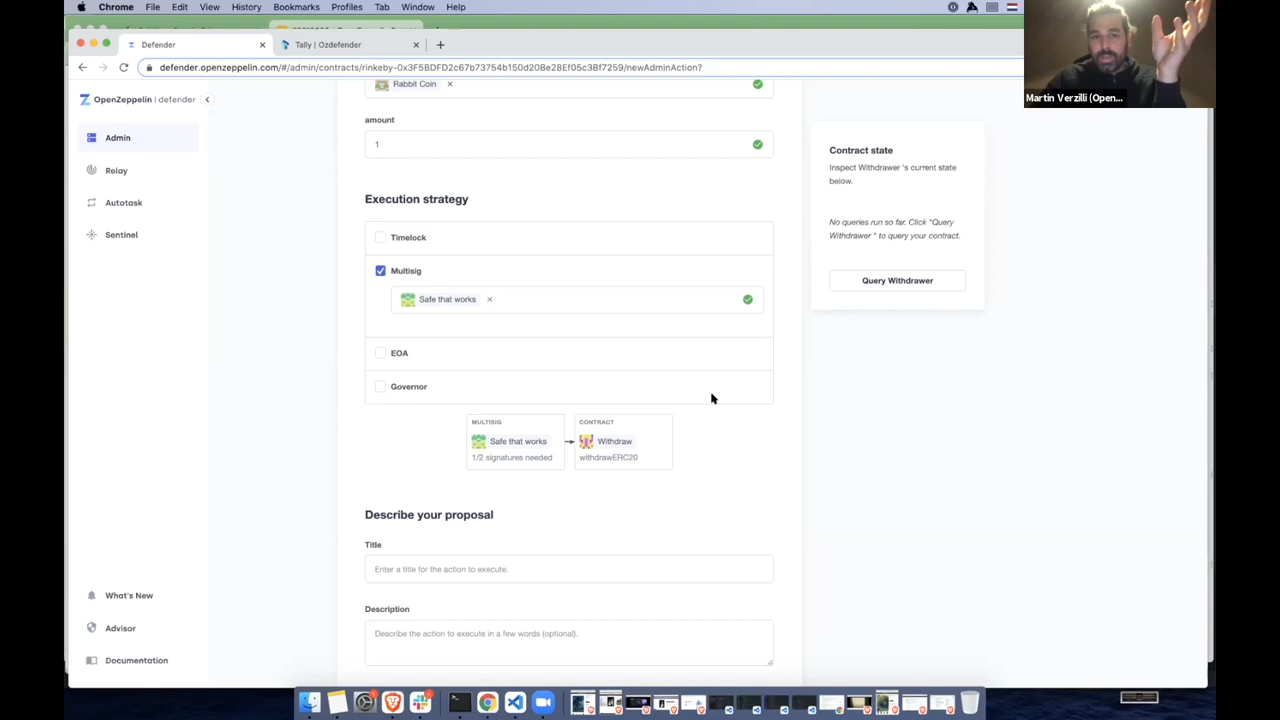 Chrome File Edit View History Bookmarks Profiles Tab Window Help
Defender
Tally | Ozdefender
defender.openzeppelin.com/#/admin/contracts/rinkeby-0x3F5BDFD2c67b73754b150d20Be28Ef05c3Bf7259/newAdminAction?
Martin Verzilli (Open...
OpenZeppelin | defender
Admin
Relay
Autotask
Sentinel
What's New
Advisor
Documentation
Rabbit Coin
amount
1
Execution strategy
Timelock
Multisig
Safe that works
EOA
Governor
MULTISIG
Safe that works
1/2 signatures needed
CONTRACT
Withdraw
withdrawERC20
Describe your proposal
Title
Enter a title for the action to execute.
Description
Describe the action to execute in a few words (optional).
Contract state
Inspect Withdrawer 's current state
below.
No queries run so far. Click "Query
Withdrawer " to query your contract.
Query Withdrawer